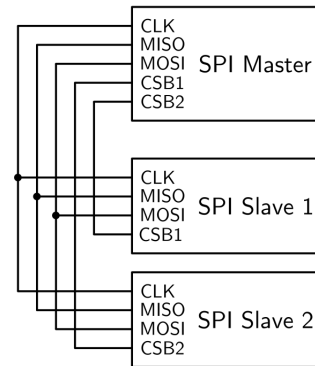 CLK
MISO
MOSI
CSB1
CSB2
SPI Master
CLK
MISO
MOSI
CSB1
SPI Slave 1
CLK
MISO
MOSI
CSB2
SPI Slave 2